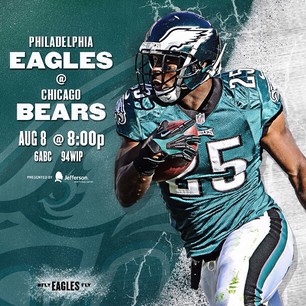 PHILADELPHIA
EAGLES
@
CHICAGO
BEARS
AUG 8 @ 8:00p
6ABC 94WIP
PRESENTED BY Jefferson
#FLY EAGLES FLY
25
25